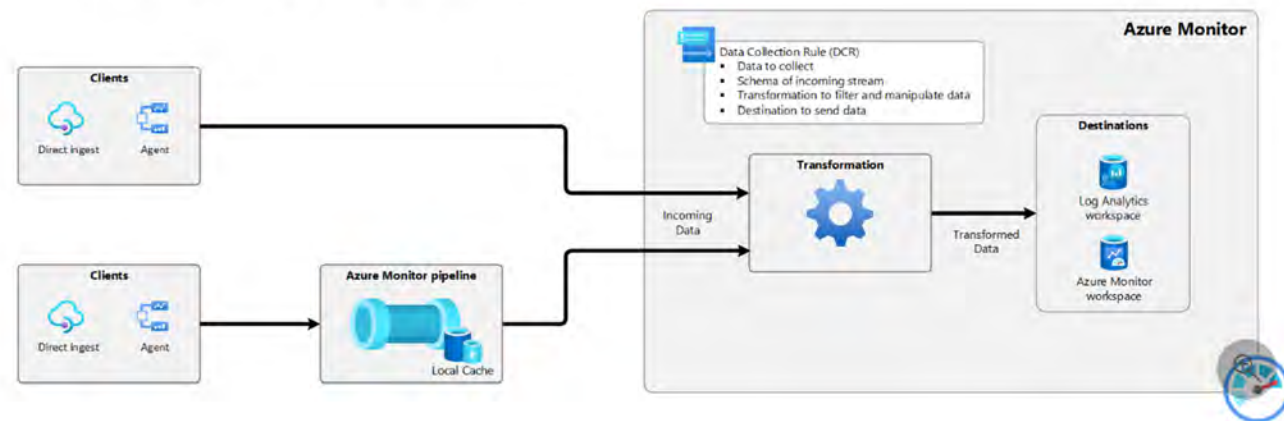 Azure Monitor
Data Collection Rule (DCR)
▪ Data to collect
▪ Schema of incoming stream
▪ Transformation to filter and manipulate data
▪ Destination to send data
Clients
Direct ingest
Agent
Transformation
Destinations
Log Analytics
workspace
Azure Monitor
workspace
Incoming
Data
Transformed
Data
Clients
Direct ingest
Agent
Azure Monitor pipeline
Local Cache